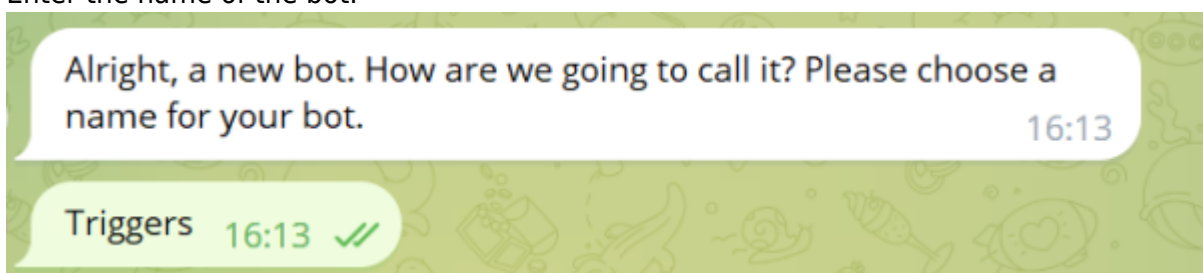 Enter the name of the bot:
Alright, a new bot. How are we going to call it? Please choose a
name for your bot.
16:13
Triggers 16:13